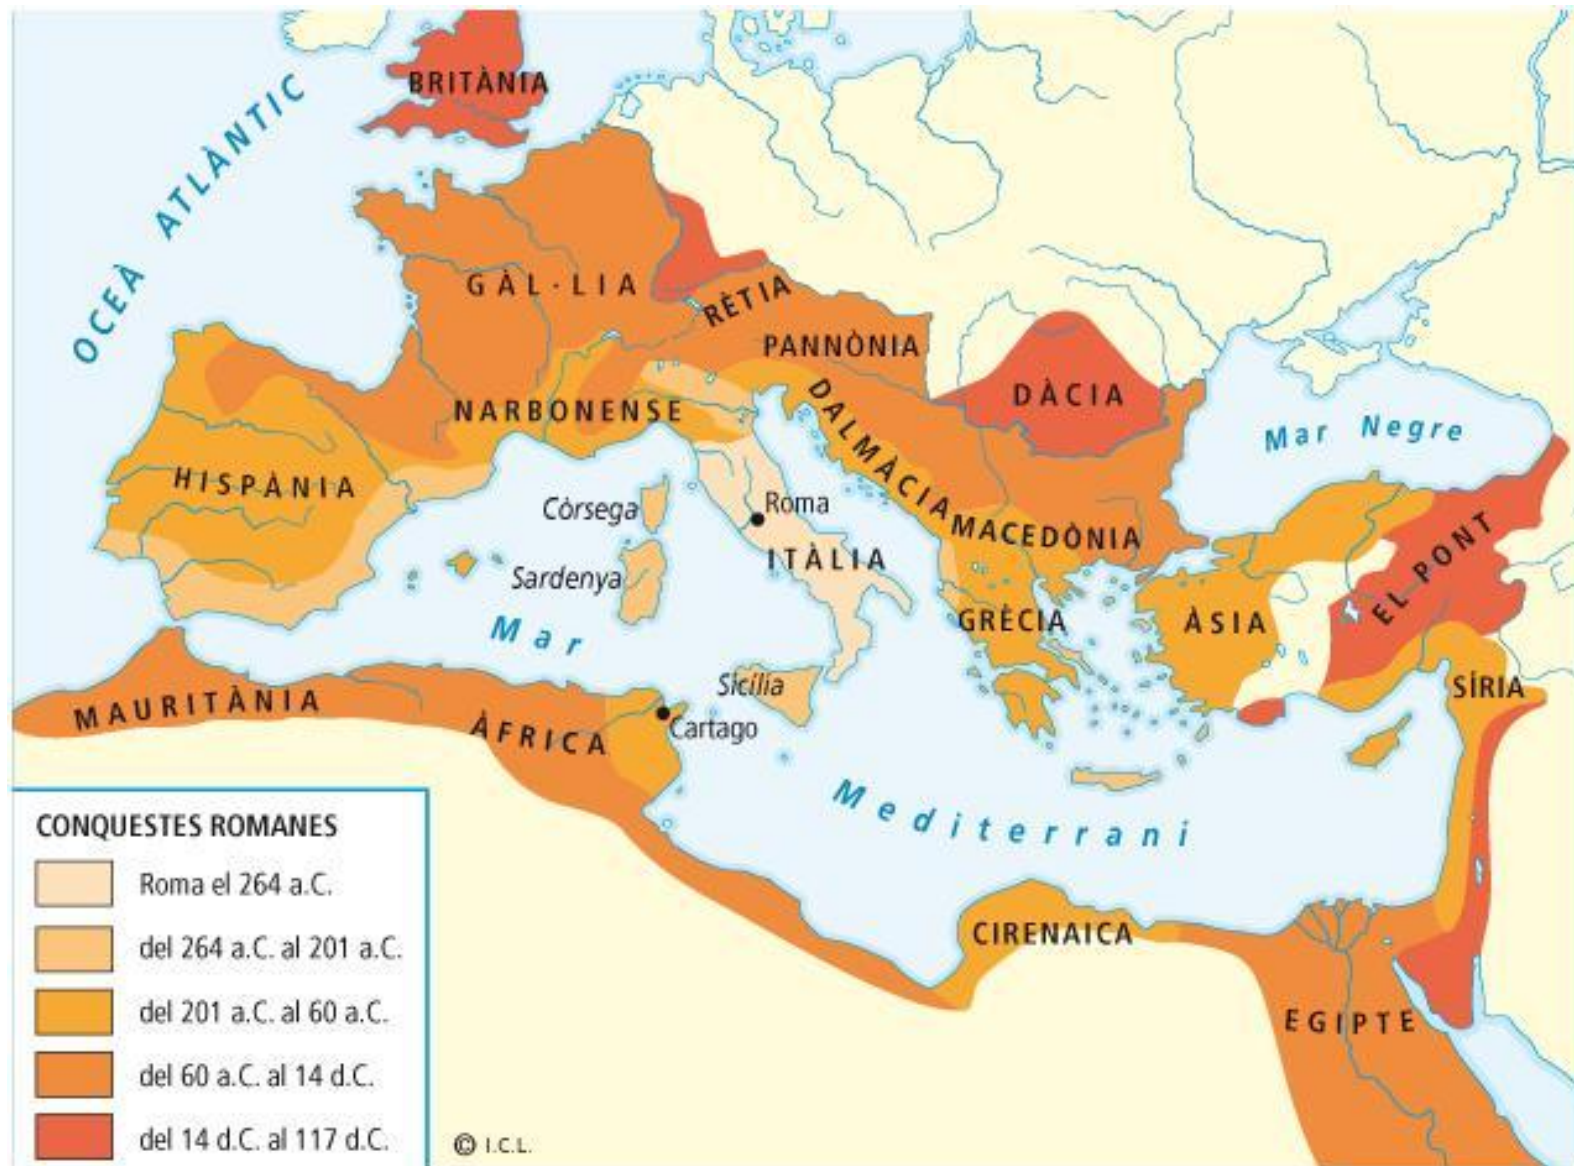 BRITÀNIA
OCEÀ ATLÀNTIC
GÀL·LIA
RÈTIA
PANNÒNIA
DÀCIA
NARBONENSE
DALMÀCIA
Mar Negre
HISPÀNIA
Còrsega
Roma
MACEDÒNIA
EL PONT
Sardenya
ITÀLIA
GRÈCIA
ÀSIA
Mar
Mediterrani
Sicília
SÍRIA
MAURITÀNIA
ÀFRICA
Cartago
CIRENAICA
EGIPTE
CONQUESTES ROMANES
Roma el 264 a.C.
del 264 a.C. al 201 a.C.
del 201 a.C. al 60 a.C.
del 60 a.C. al 14 d.C.
del 14 d.C. al 117 d.C.
© I.C.L.